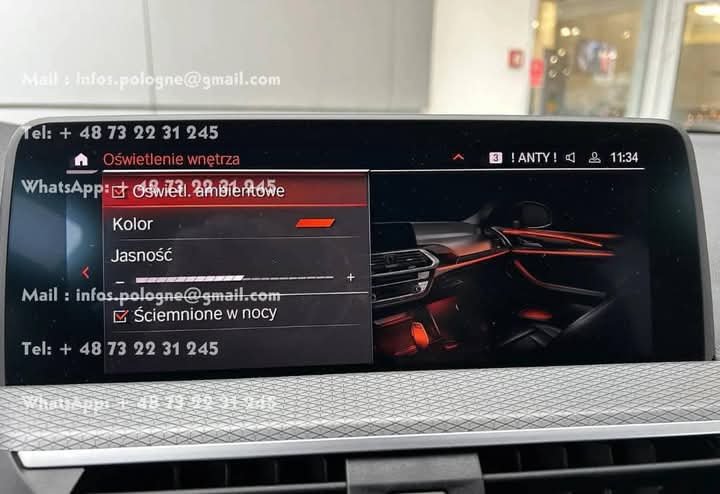 Mail : infos.pologne@gmail.com
Tel: + 48 73 22 31 245
Oświetlenie wnętrza
3 ! ANTY ! 11:34
WhatsApp: + 48 73 22 31 245
Oświetl. ambientowe
Kolor
Jasność
- +
Mail : infos.pologne@gmail.com
Ściemnione w nocy
Tel: + 48 73 22 31 245
WhatsApp: + 48 73 22 31 245